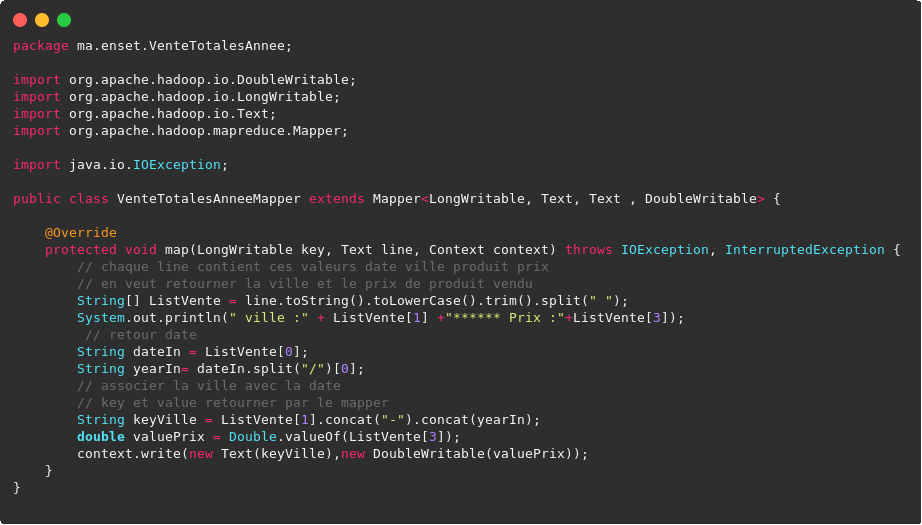 package ma.enset.VenteTotalesAnnee;
import org.apache.hadoop.io.DoubleWritable;
import org.apache.hadoop.io.LongWritable;
import org.apache.hadoop.io.Text;
import org.apache.hadoop.mapreduce.Mapper;
import java.io.IOException;
public class VenteTotalesAnneeMapper extends Mapper<LongWritable, Text, Text , DoubleWritable> {
@Override
protected void map(LongWritable key, Text line, Context context) throws IOException, InterruptedException {
// chaque line contient ces valeurs date ville produit prix
// en veut retourner la ville et le prix de produit vendu
String[] ListVente = line.toString().toLowerCase().trim().split(" ");
System.out.println(" ville :" + ListVente[1] +"****** Prix :"+ListVente[3]);
// retour date
String dateIn = ListVente[0];
String yearIn= dateIn.split("/")[0];
// associer la ville avec la date
// key et value retourner par le mapper
String keyVille = ListVente[1].concat("-").concat(yearIn);
double valuePrix = Double.valueOf(ListVente[3]);
context.write(new Text(keyVille),new DoubleWritable(valuePrix));
}
}